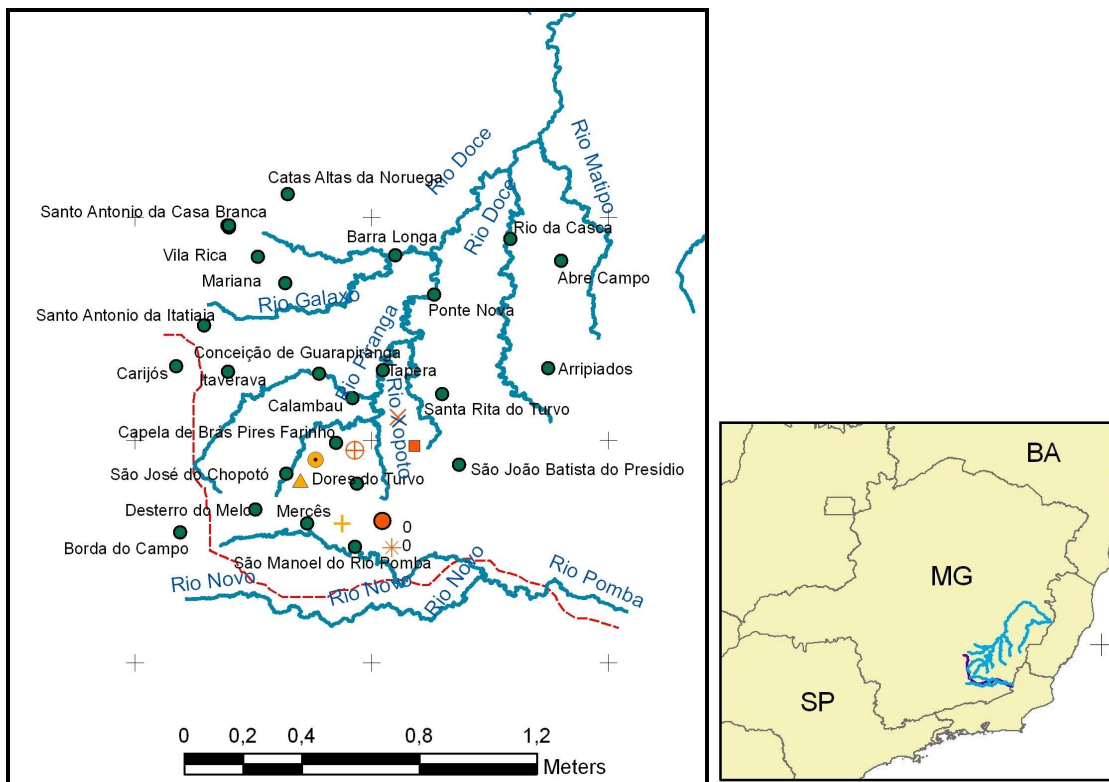 Rio Doce
Rio Matipo
Catas Altas da Noruega
Rio Doce
Santo Antonio da Casa Branca
Rio da Casca
Barra Longa
Vila Rica
Abre Campo
Mariana
Rio Galaxo
Ponte Nova
Santo Antonio da Itatiaia
Rio Piranga
Conceição de Guarapiranga
Carijós
Itaverava
Itapera
Arripiados
Rio Xopotó
Calambau
Santa Rita do Turvo
Capela de Brás Pires Farinho
São José do Chopotó
Dores do Turvo
São João Batista do Presídio
Desterro do Melo
Mercês
0
Borda do Campo
0
São Manoel do Rio Pomba
Rio Novo
Rio Novo
Rio Novo
Rio Pomba
0 0,2 0,4 0,8 1,2
Meters
BA
MG
SP